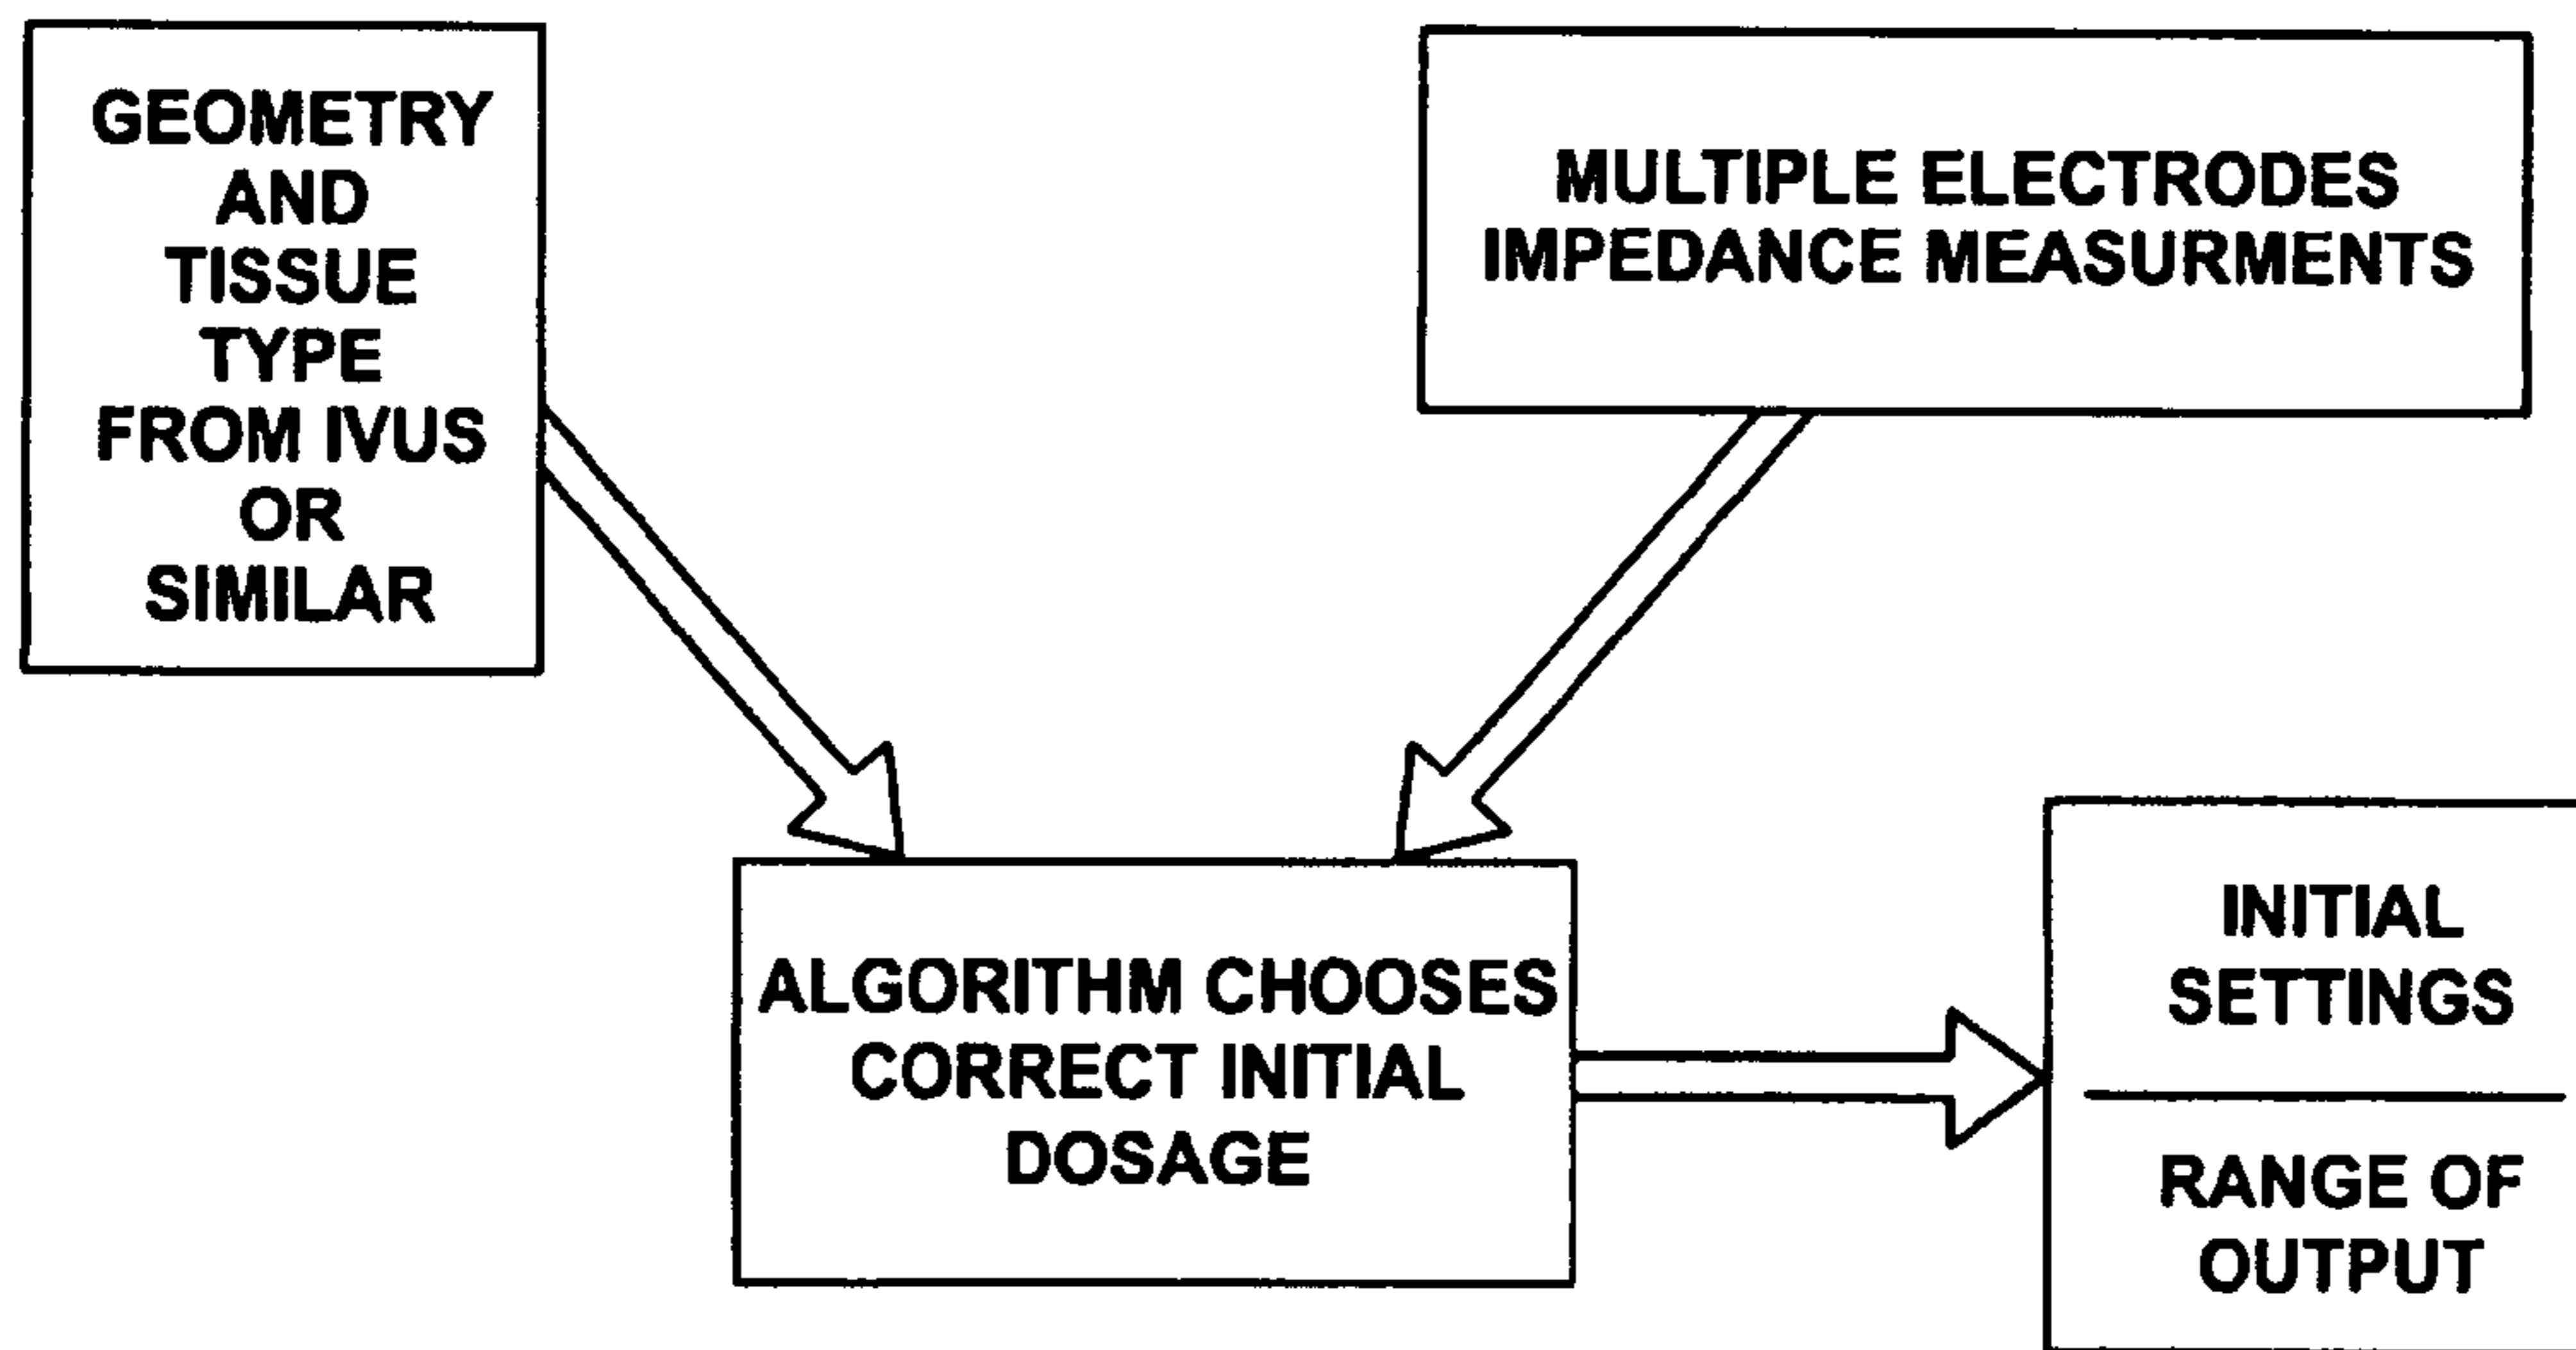 GEOMETRY
AND
TISSUE
TYPE
FROM IVUS
OR
SIMILAR
MULTIPLE ELECTRODES
IMPEDANCE MEASURMENTS
ALGORITHM CHOOSES
CORRECT INITIAL
DOSAGE
INITIAL
SETTINGS
RANGE OF
OUTPUT